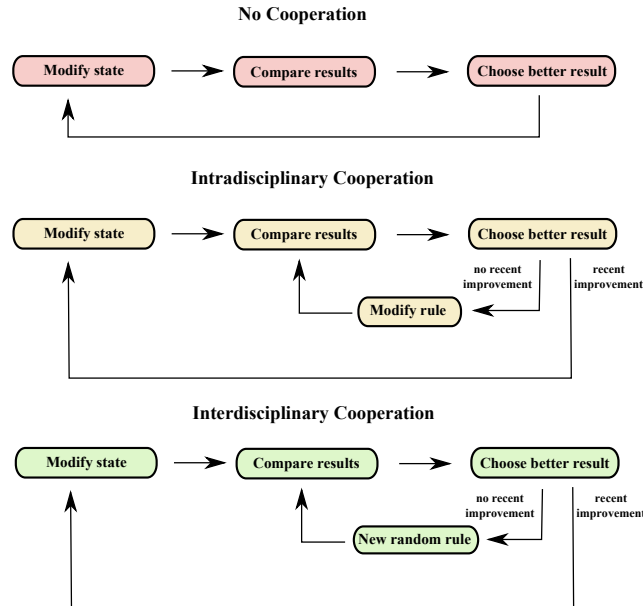 No Cooperation
Modify state
Compare results
Choose better result
Intradisciplinary Cooperation
Modify state
Compare results
Choose better result
no recent
improvement
recent
improvement
Modify rule
Interdisciplinary Cooperation
Modify state
Compare results
Choose better result
no recent
improvement
recent
improvement
New random rule